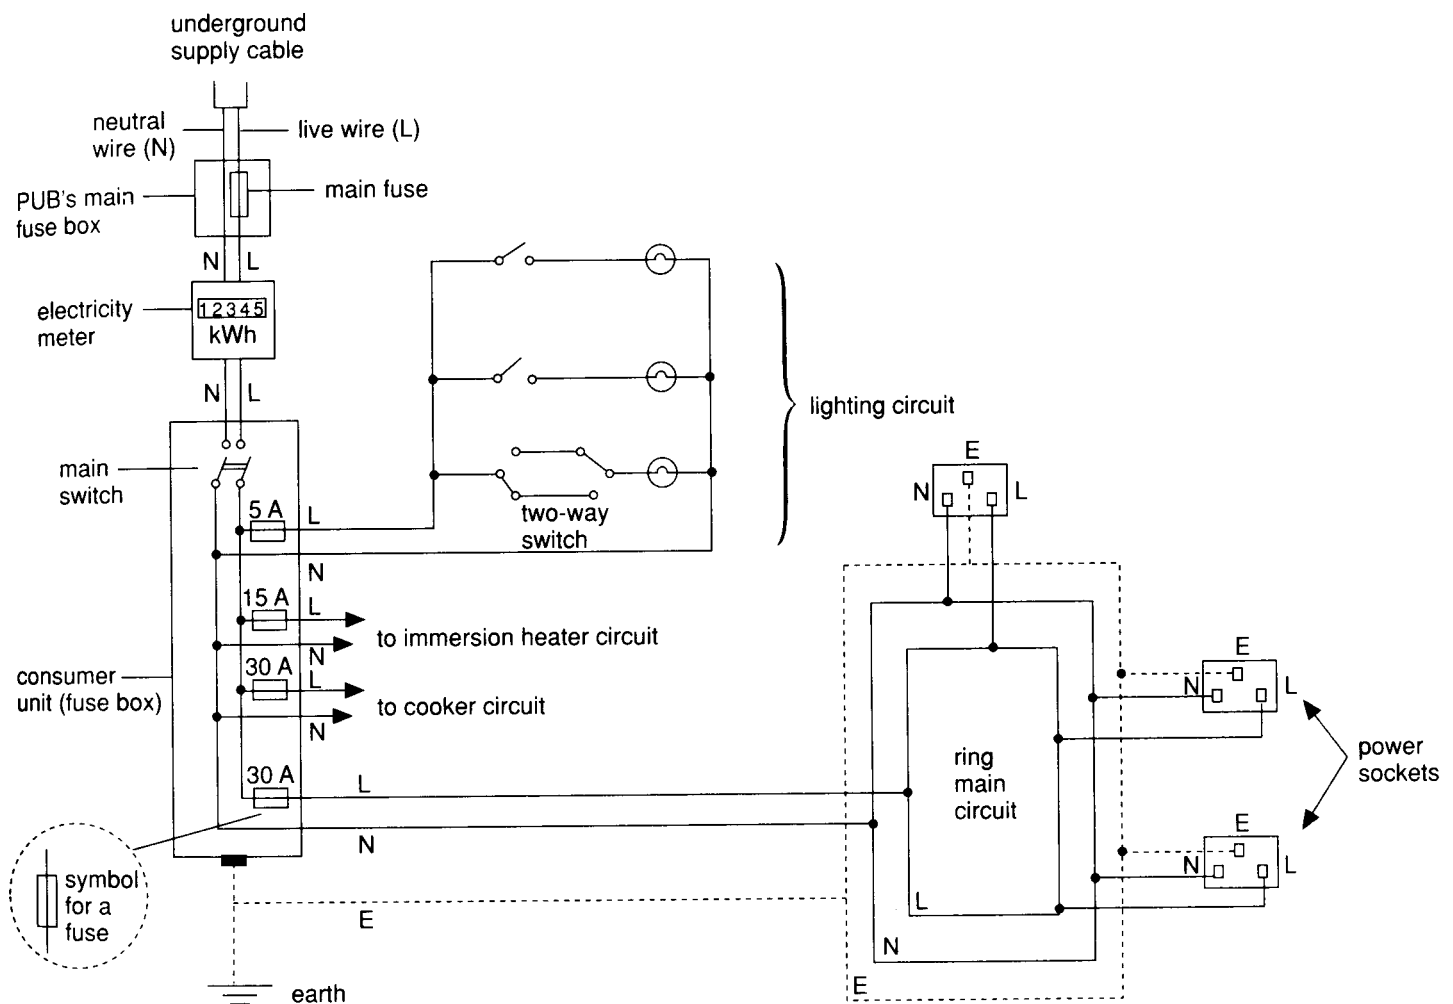 underground
supply cable
neutral
wire (N)
live wire (L)
PUB's main
fuse box
main fuse
N L
electricity
meter
12345
kWh
N L
main
switch
5 A
L
N
two-way
switch
lighting circuit
15 A
L
N
to immersion heater circuit
30 A
L
N
to cooker circuit
consumer
unit (fuse box)
30 A
L
N
symbol
for a
fuse
E
earth
E
N
L
ring
main
circuit
L
N
E
E
N
L
power
sockets
E
N
L